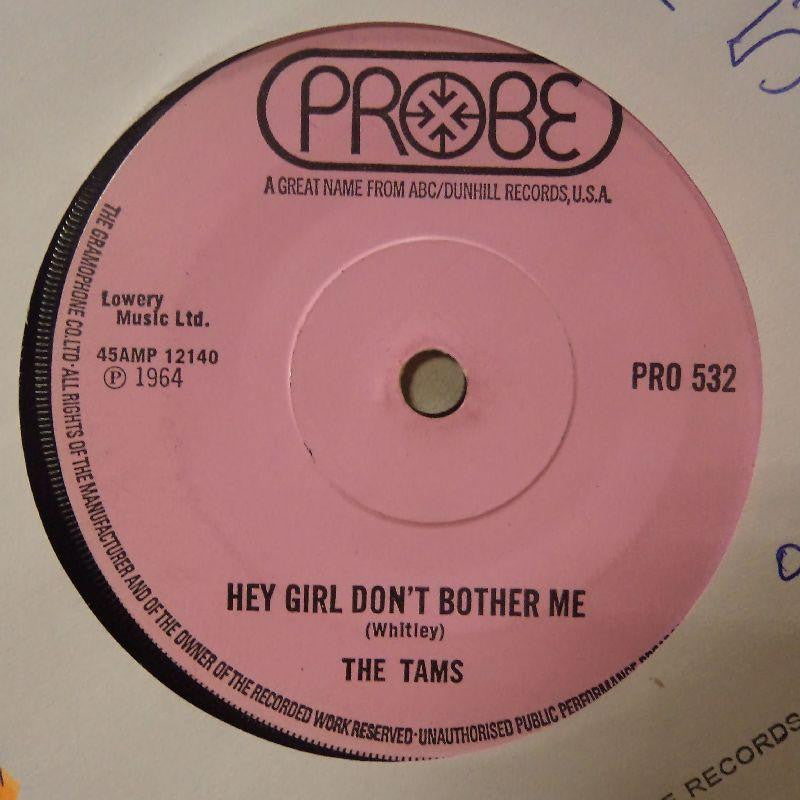 PROBE
A GREAT NAME FROM ABC/DUNHILL RECORDS, U.S.A.
Lowery
Music Ltd.
45AMP 12140
Ⓟ 1964
PRO 532
HEY GIRL DON'T BOTHER ME
(Whitley)
THE TAMS
THE GRAMOPHONE CO. LTD · ALL RIGHTS OF THE MANUFACTURER AND OF THE OWNER OF THE RECORDED WORK RESERVED · UNAUTHORISED PUBLIC PERFORMANCE
RECORDS